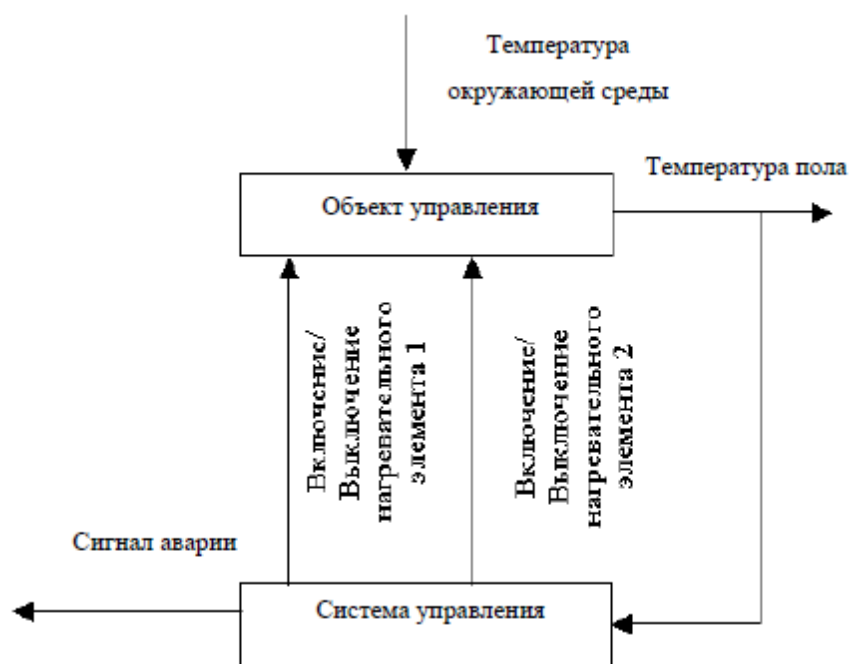 Температура
окружающей среды
Температура пола
Объект управления
Включение/
Выключение
нагревательного
элемента 1
Включение/
Выключение
нагревательного
элемента 2
Сигнал аварии
Система управления